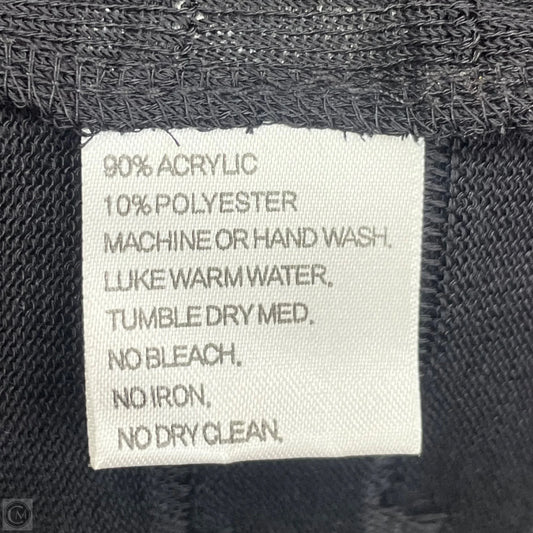 90% ACRYLIC
10% POLYESTER
MACHINE OR HAND WASH.
LUKE WARM WATER.
TUMBLE DRY MED.
NO BLEACH.
NO IRON.
NO DRY CLEAN.